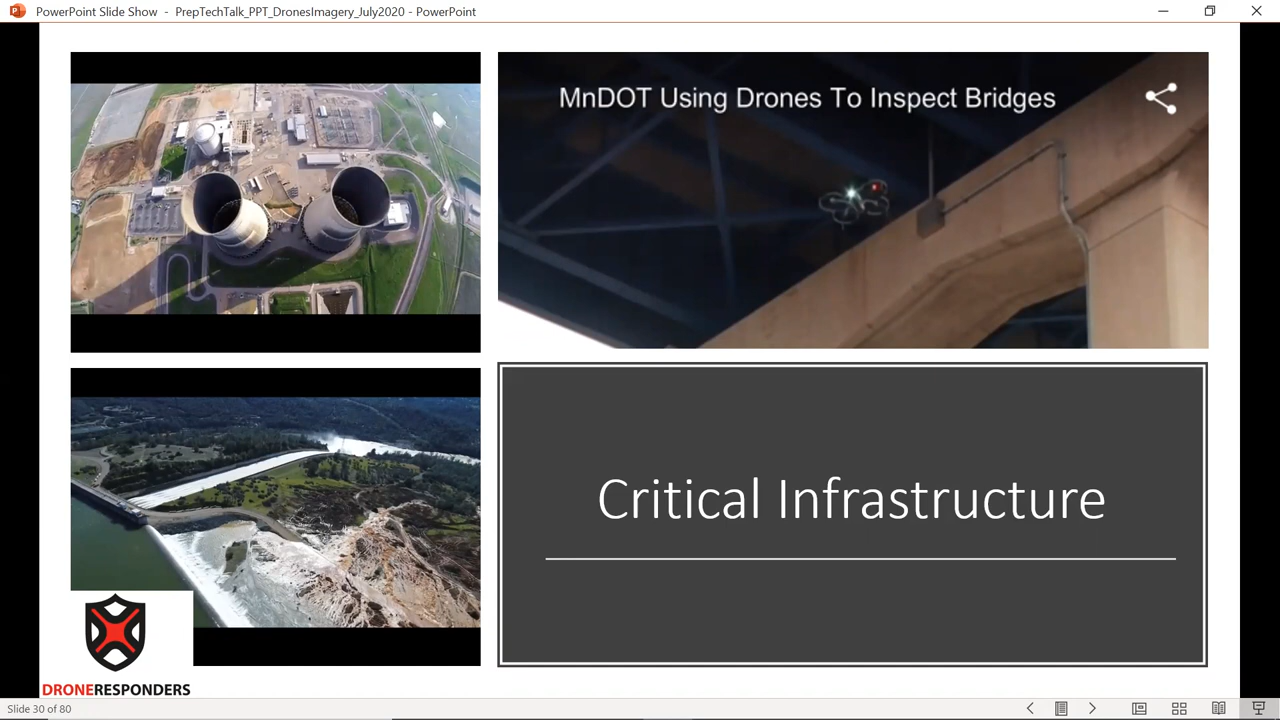 PowerPoint Slide Show - PrepTechTalk_PPT_DronesImagery_July2020 - PowerPoint
MnDOT Using Drones To Inspect Bridges
Critical Infrastructure
DRONERESPONDERS
Slide 30 of 80